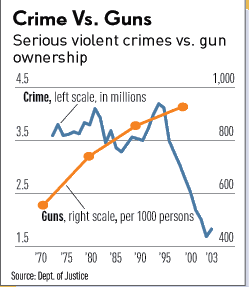 Crime Vs. Guns
Serious violent crimes vs. gun
ownership
4.5 1,000
Crime, left scale, in millions
3.5 800
2.5 600
Guns, right scale, per 1000 persons
1.5 400
'70 '75 '80 '85 '90 '95 '00 '03
Source: Dept. of Justice